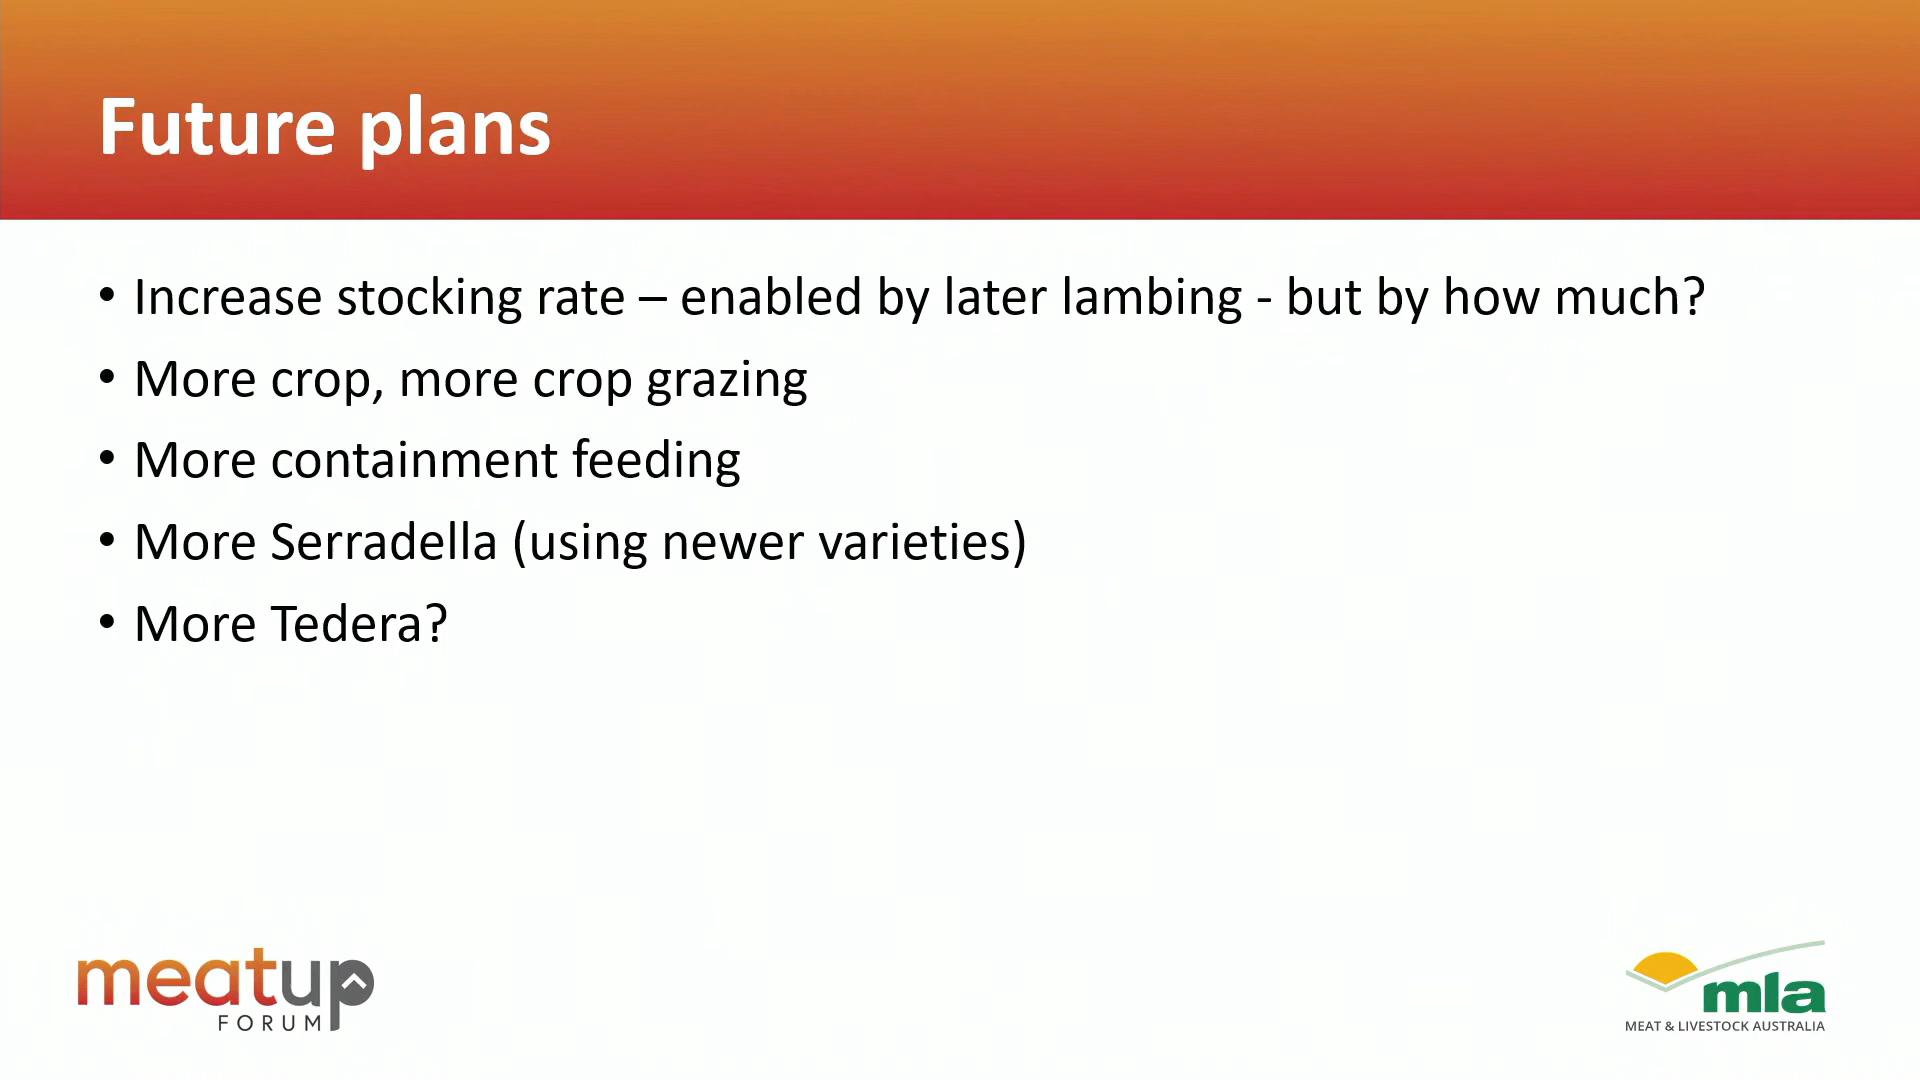 Future plans
• Increase stocking rate – enabled by later lambing - but by how much?
• More crop, more crop grazing
• More containment feeding
• More Serradella (using newer varieties)
• More Tedera?
meatup
FORUM
mla
MEAT & LIVESTOCK AUSTRALIA